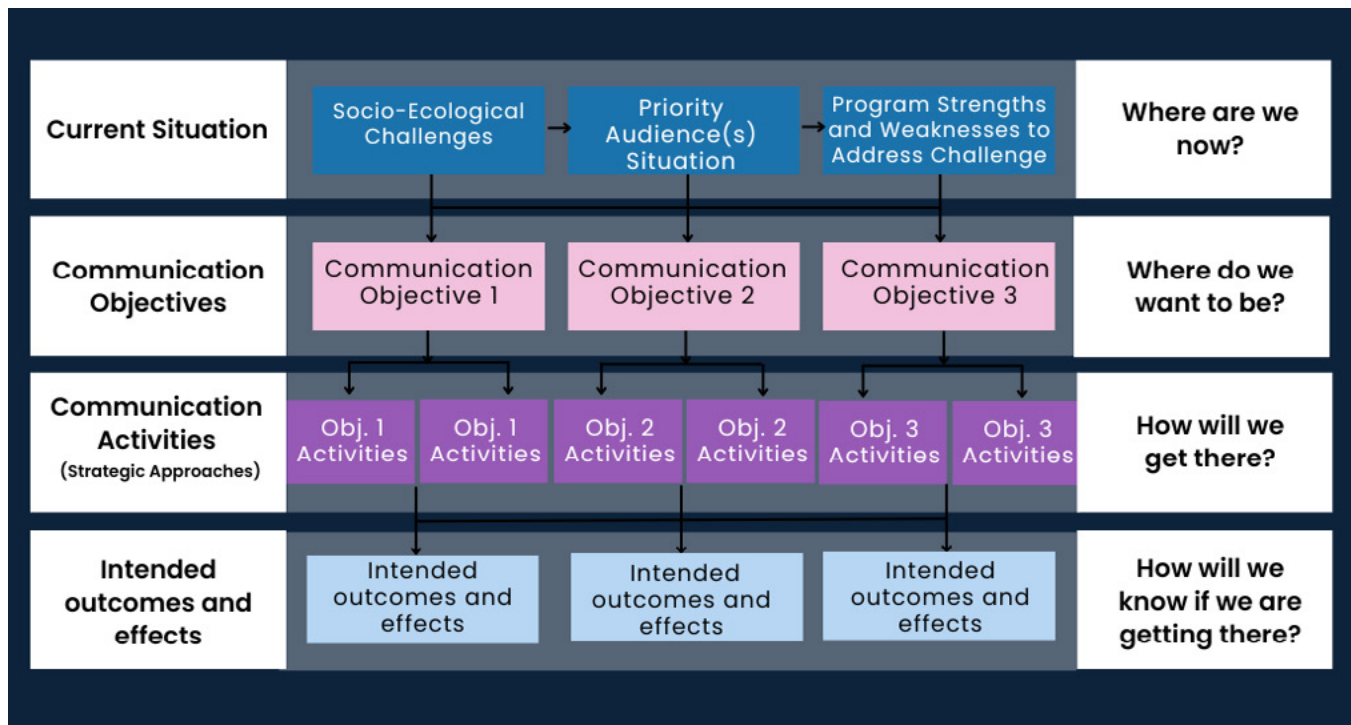 Current Situation
Socio-Ecological
Challenges
Priority
Audience(s)
Situation
Program Strengths
and Weaknesses to
Address Challenge
Where are we
now?
Communication
Objectives
Communication
Objective 1
Communication
Objective 2
Communication
Objective 3
Where do we
want to be?
Communication
Activities
(Strategic Approaches)
Obj. 1
Activities
Obj. 1
Activities
Obj. 2
Activities
Obj. 2
Activities
Obj. 3
Activities
Obj. 3
Activities
How will we
get there?
Intended
outcomes and
effects
Intended
outcomes and
effects
Intended
outcomes and
effects
Intended
outcomes and
effects
How will we
know if we are
getting there?